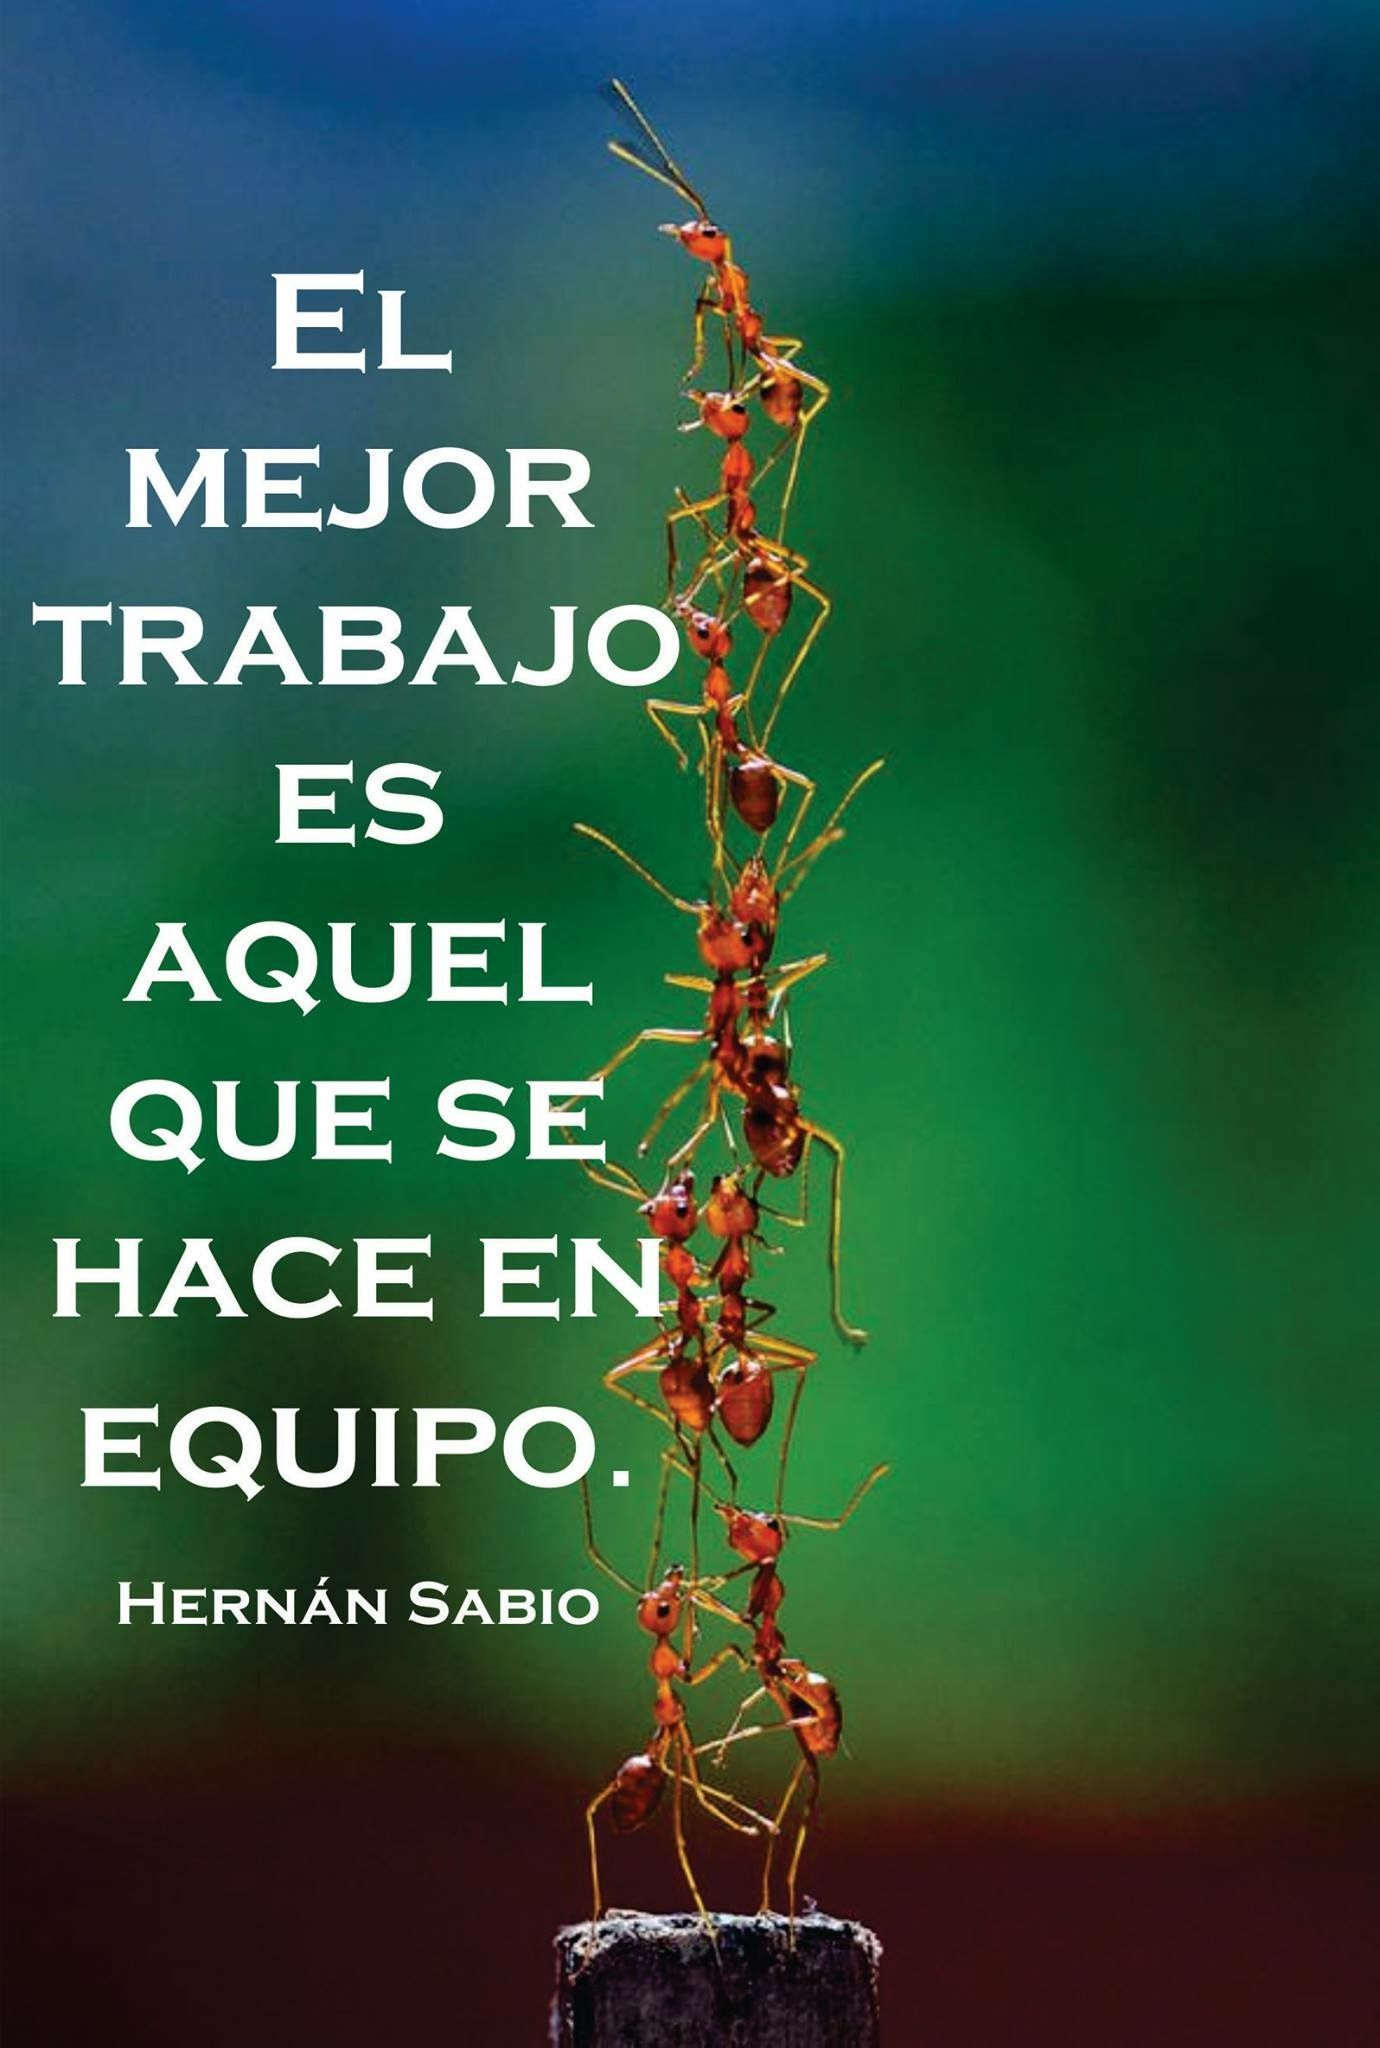 El
mejor
trabajo
es
aquel
que se
hace en
equipo.
Hernán Sabio